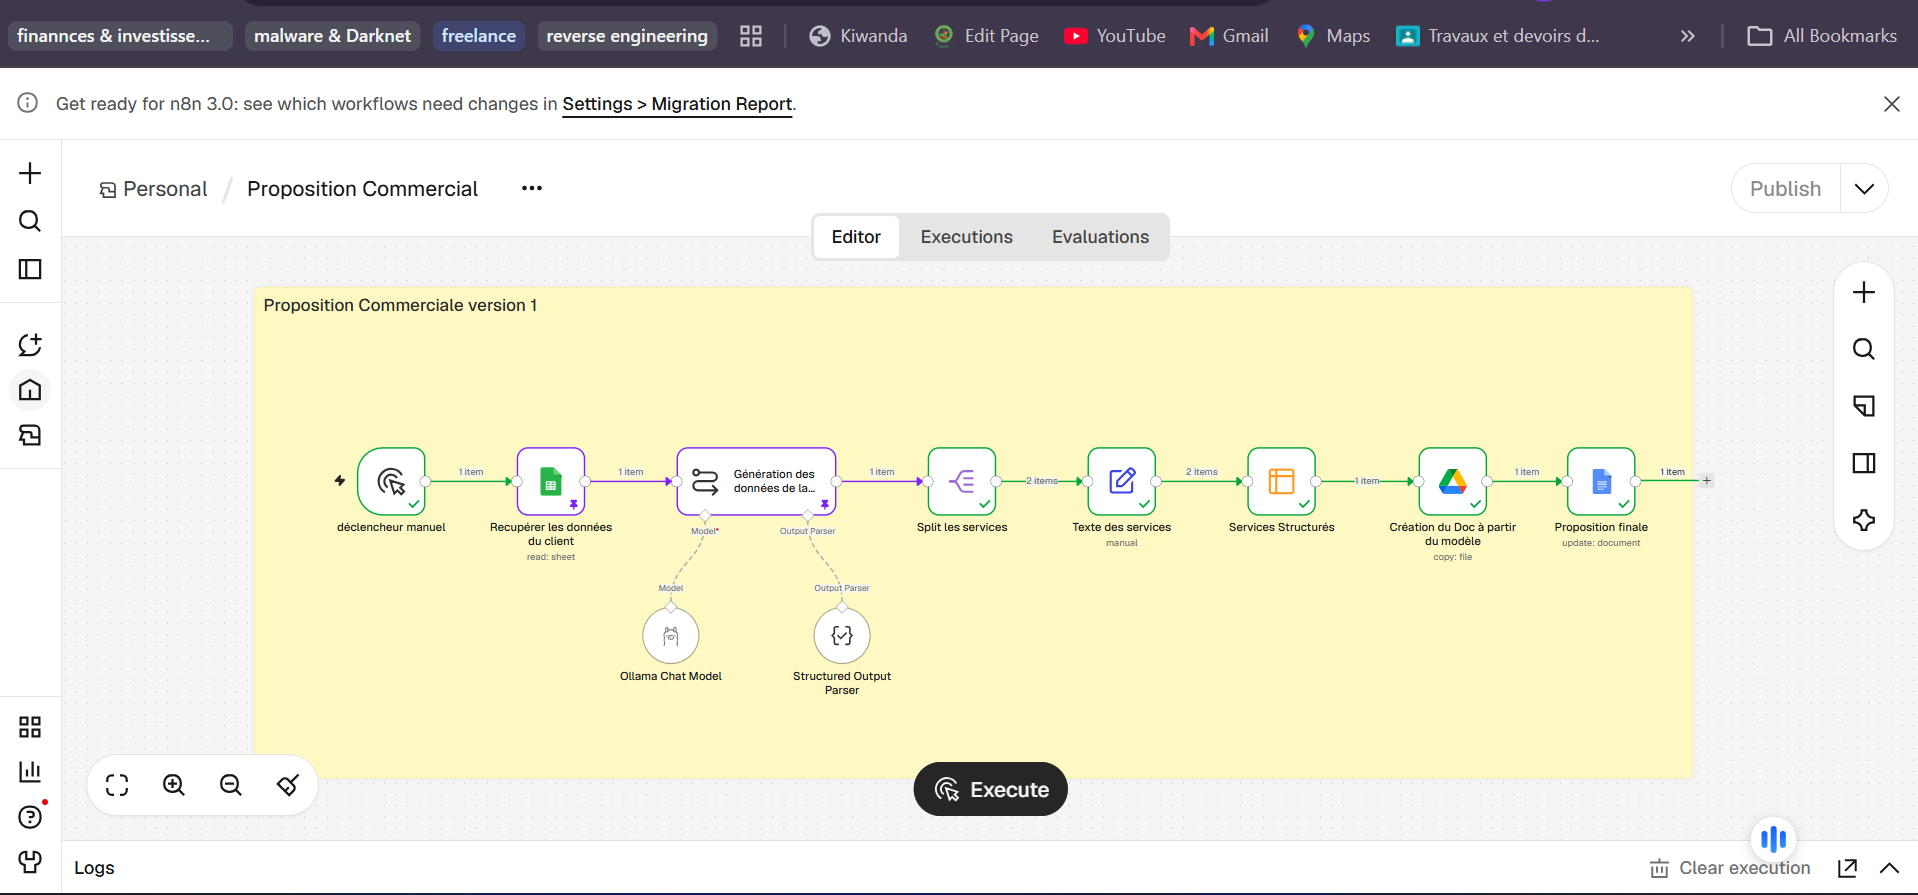 finannces & investisse...
malware & Darknet
freelance
reverse engineering
Kiwanda
Edit Page
YouTube
Gmail
Maps
Travaux et devoirs d...
All Bookmarks
Get ready for n8n 3.0: see which workflows need changes in Settings > Migration Report.
Personal / Proposition Commercial
Publish
Editor
Executions
Evaluations
Proposition Commerciale version 1
1 item
1 item
1 item
2 items
2 items
1 item
1 item
1 item
Génération des
données de la...
déclencheur manuel
Recupérer les données
du client
read: sheet
Model*
Output Parser
Split les services
Texte des services
manual
Services Structurés
Création du Doc à partir
du modèle
copy: file
Proposition finale
update: document
Model
Output Parser
Ollama Chat Model
Structured Output
Parser
Execute
Logs
Clear execution